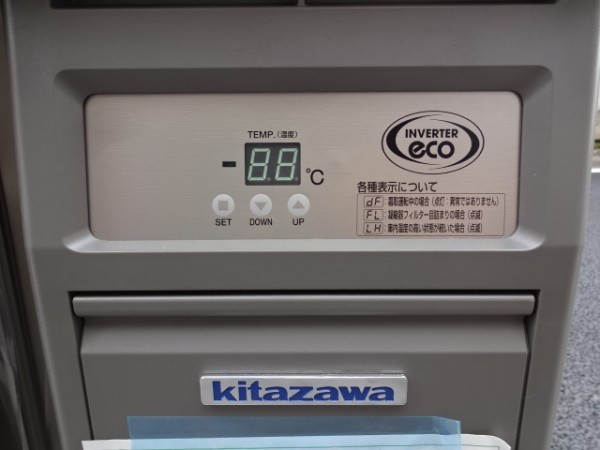 TEMP.(温度)
-88℃
SET DOWN UP
INVERTER
eco
各種表示について
dF:霜取運転中の場合(点灯:異常ではありません)
FL:凝縮器フィルター目詰まりの場合(点滅)
LH:庫内温度の高い状態が続いた場合(点滅)
kitazawa